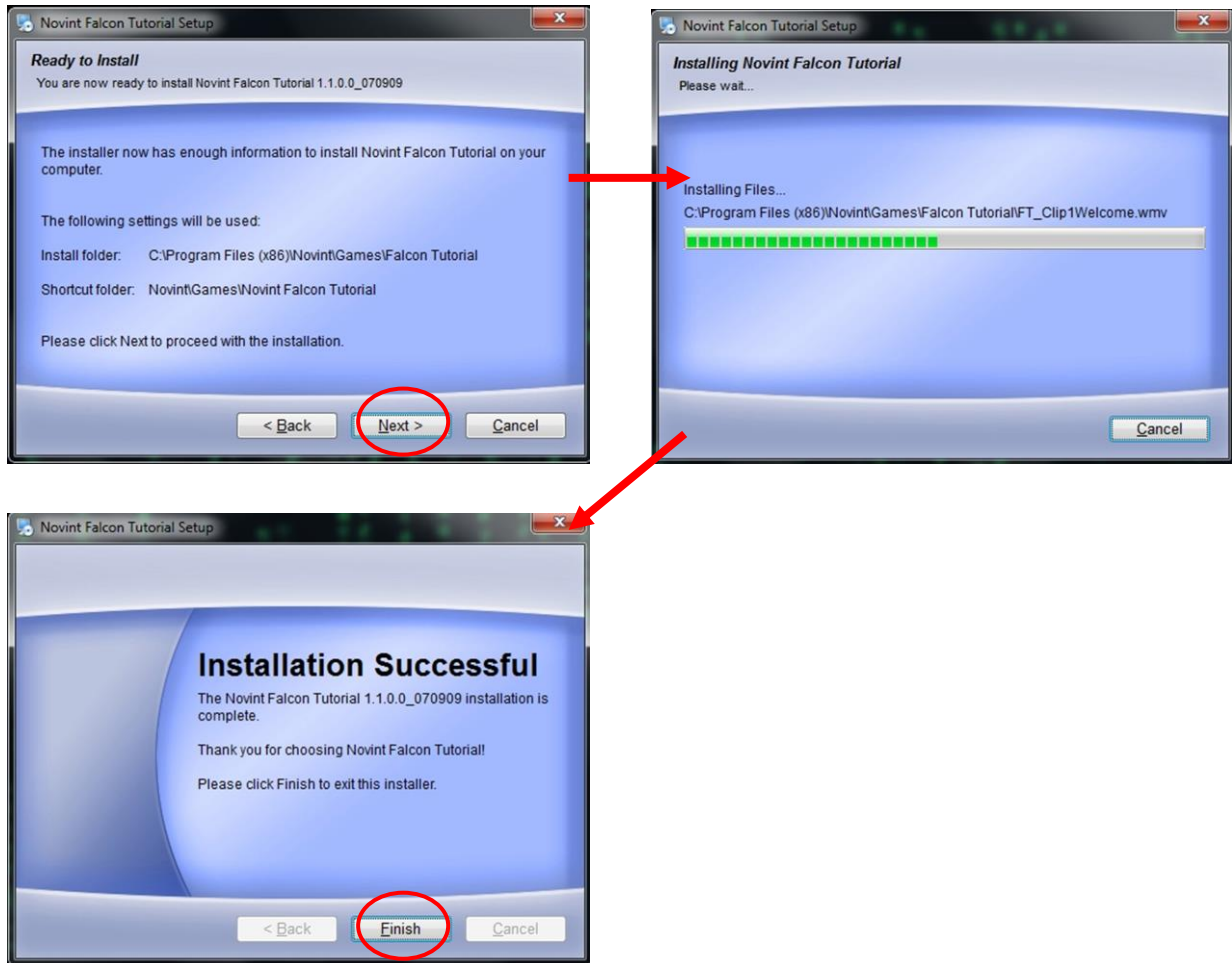 Novint Falcon Tutorial Setup
Ready to Install
You are now ready to install Novint Falcon Tutorial 1.1.0.0_070909
The installer now has enough information to install Novint Falcon Tutorial on your
computer.
The following settings will be used:
Install folder: C:\Program Files (x86)\Novint\Games\Falcon Tutorial
Shortcut folder: Novint\Games\Novint Falcon Tutorial
Please click Next to proceed with the installation.
< Back Next > Cancel
Novint Falcon Tutorial Setup
Installing Novint Falcon Tutorial
Please wait...
Installing Files...
C:\Program Files (x86)\Novint\Games\Falcon Tutorial\FT_Clip1Welcome.wmv
Cancel
Novint Falcon Tutorial Setup
Installation Successful
The Novint Falcon Tutorial 1.1.0.0_070909 installation is
complete.
Thank you for choosing Novint Falcon Tutorial!
Please click Finish to exit this installer.
< Back Finish Cancel